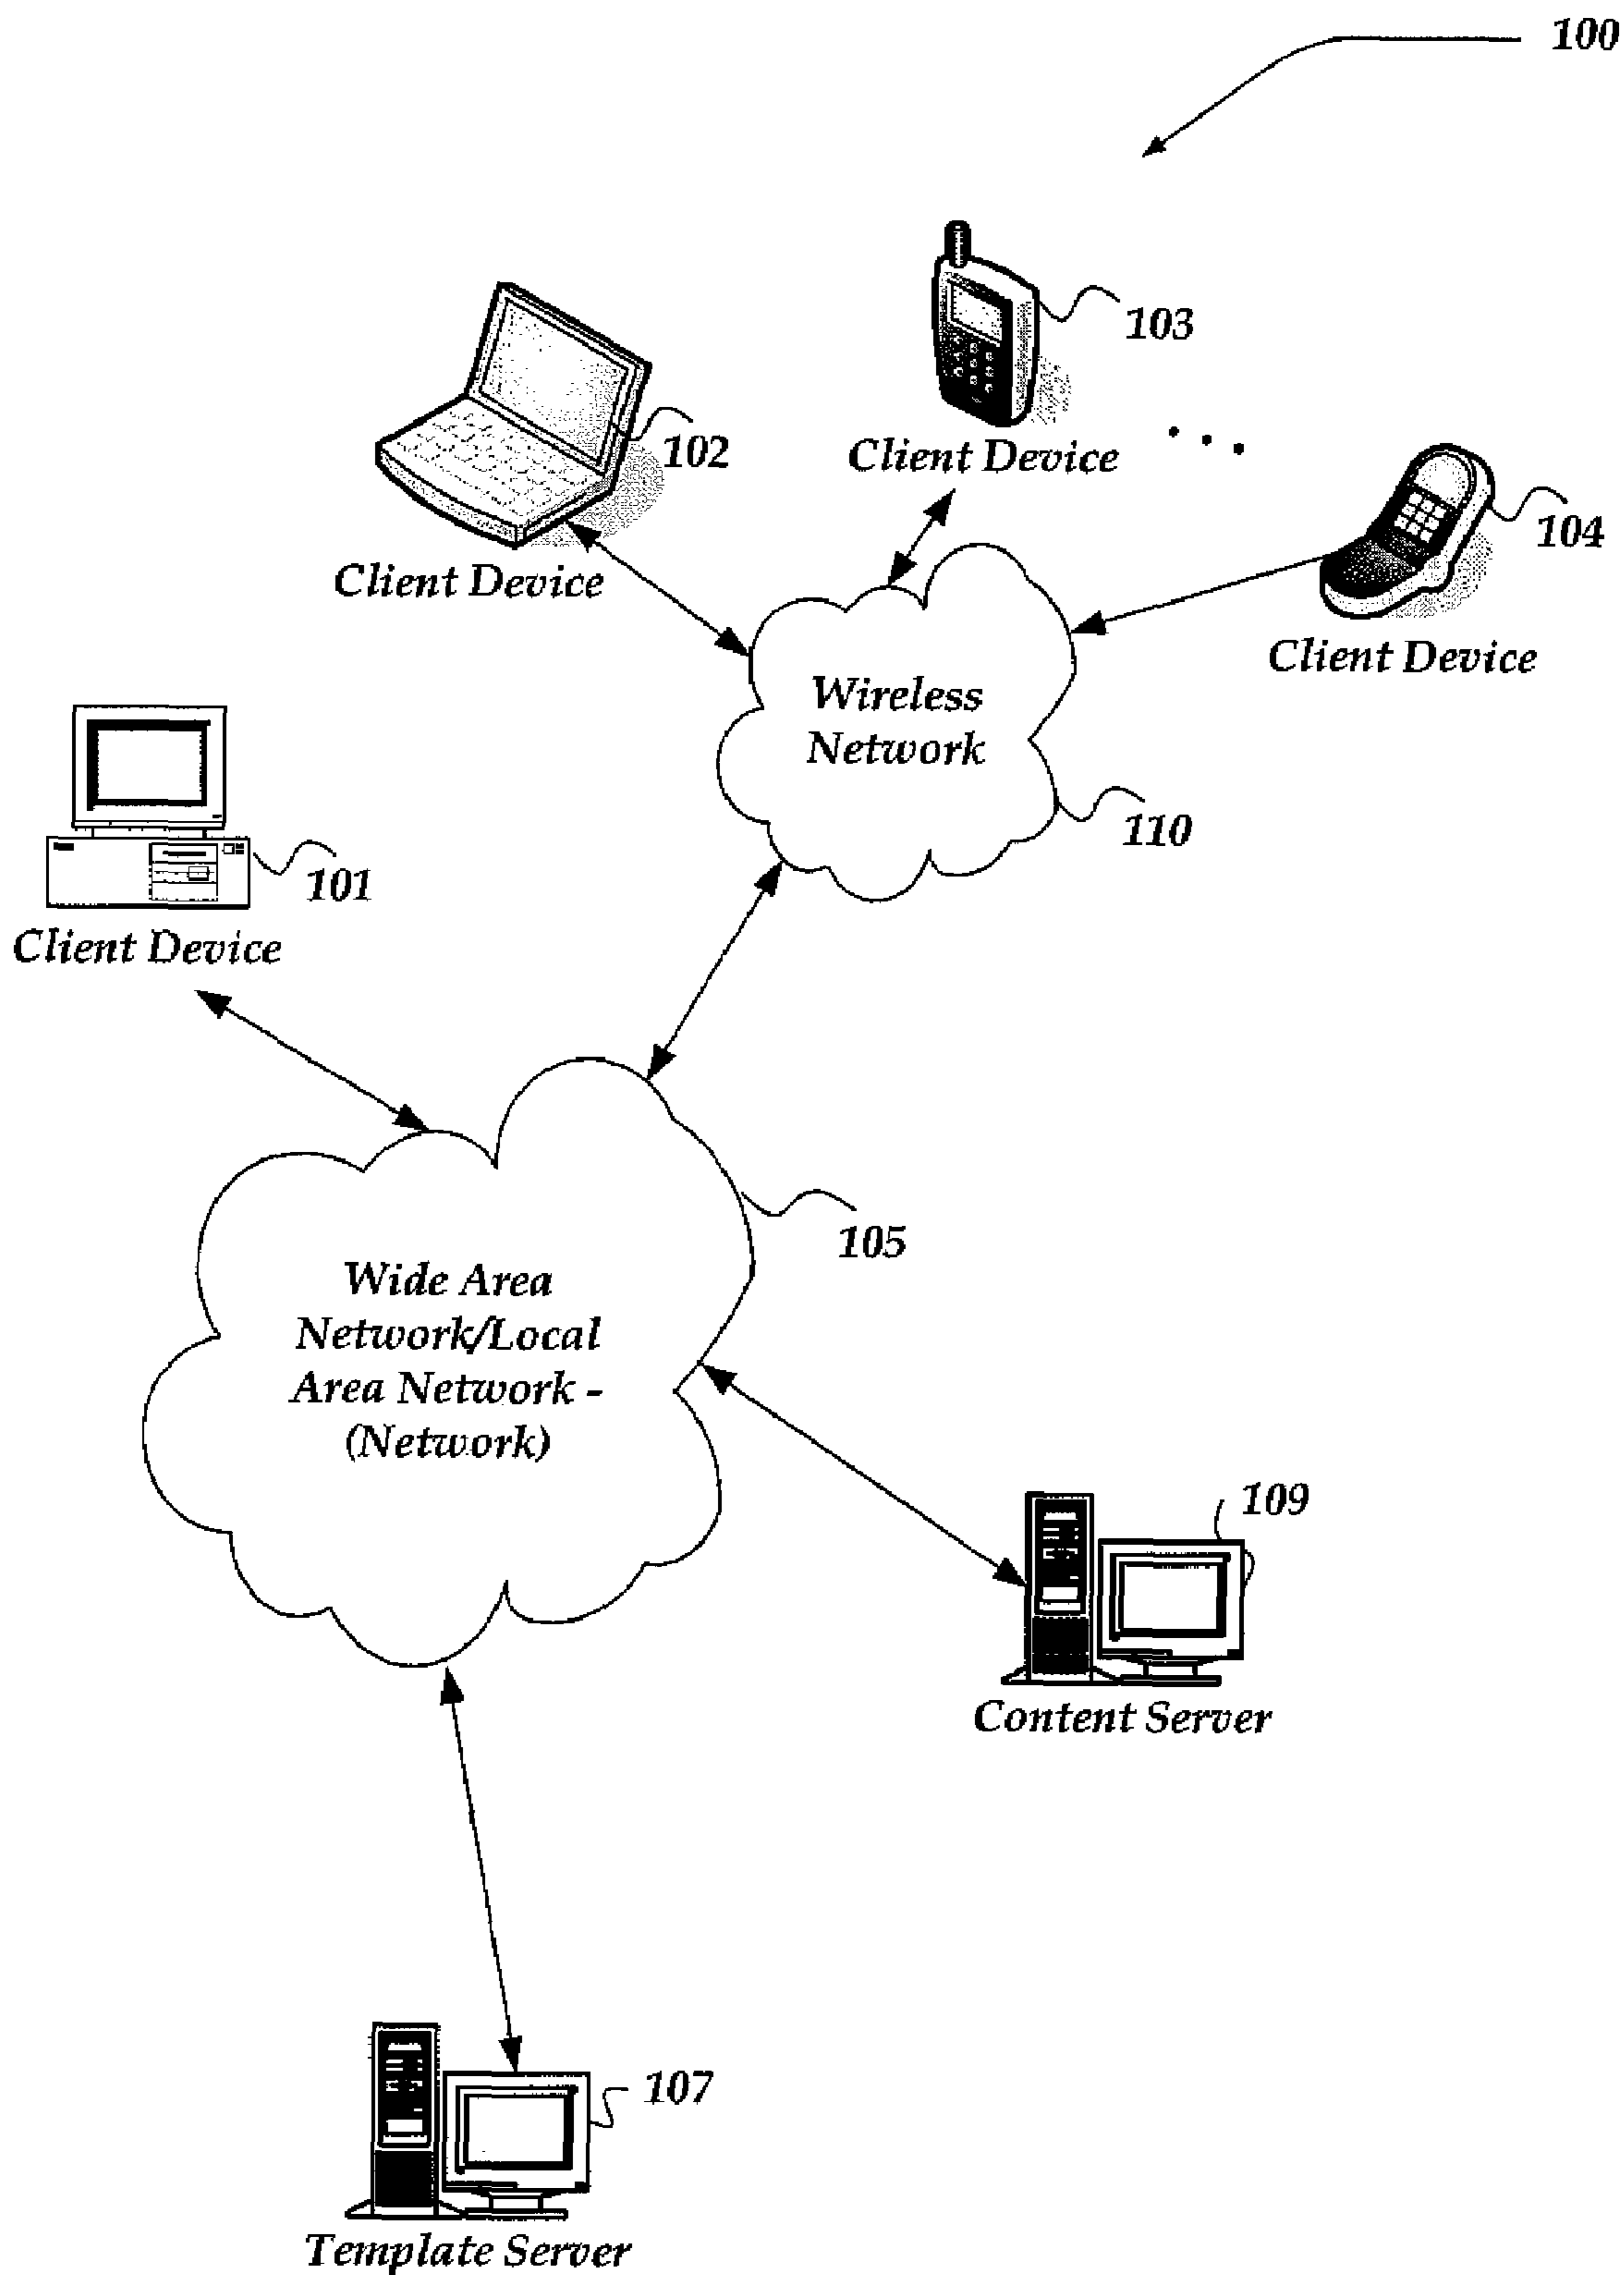 100
103
102
Client Device
. . .
104
Client Device
Client Device
Wireless
Network
110
101
Client Device
105
Wide Area
Network/Local
Area Network -
(Network)
109
Content Server
107
Template Server